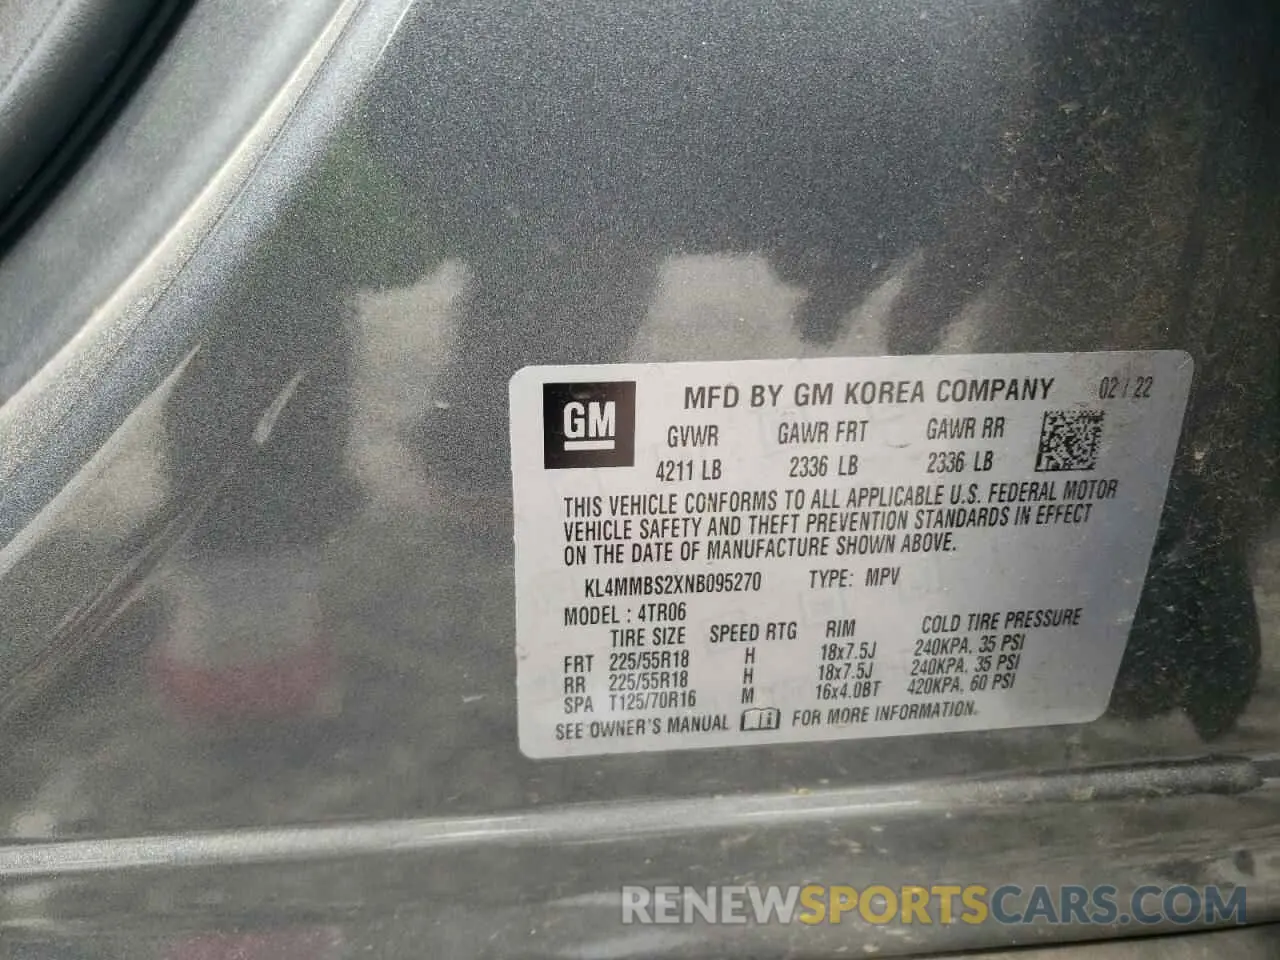 GM MFD BY GM KOREA COMPANY 02 / 22
GVWR GAWR FRT GAWR RR
4211 LB 2336 LB 2336 LB
THIS VEHICLE CONFORMS TO ALL APPLICABLE U.S. FEDERAL MOTOR
VEHICLE SAFETY AND THEFT PREVENTION STANDARDS IN EFFECT
ON THE DATE OF MANUFACTURE SHOWN ABOVE.
KL4MMBS2XNB095270 TYPE: MPV
MODEL : 4TR06
TIRE SIZE SPEED RTG RIM COLD TIRE PRESSURE
FRT 225/55R18 H 18x7.5J 240KPA, 35 PSI
RR 225/55R18 H 18x7.5J 240KPA, 35 PSI
SPA T125/70R16 M 16x4.0BT 420KPA, 60 PSI
SEE OWNER'S MANUAL FOR MORE INFORMATION.
RENEWSPORTSCARS.COM